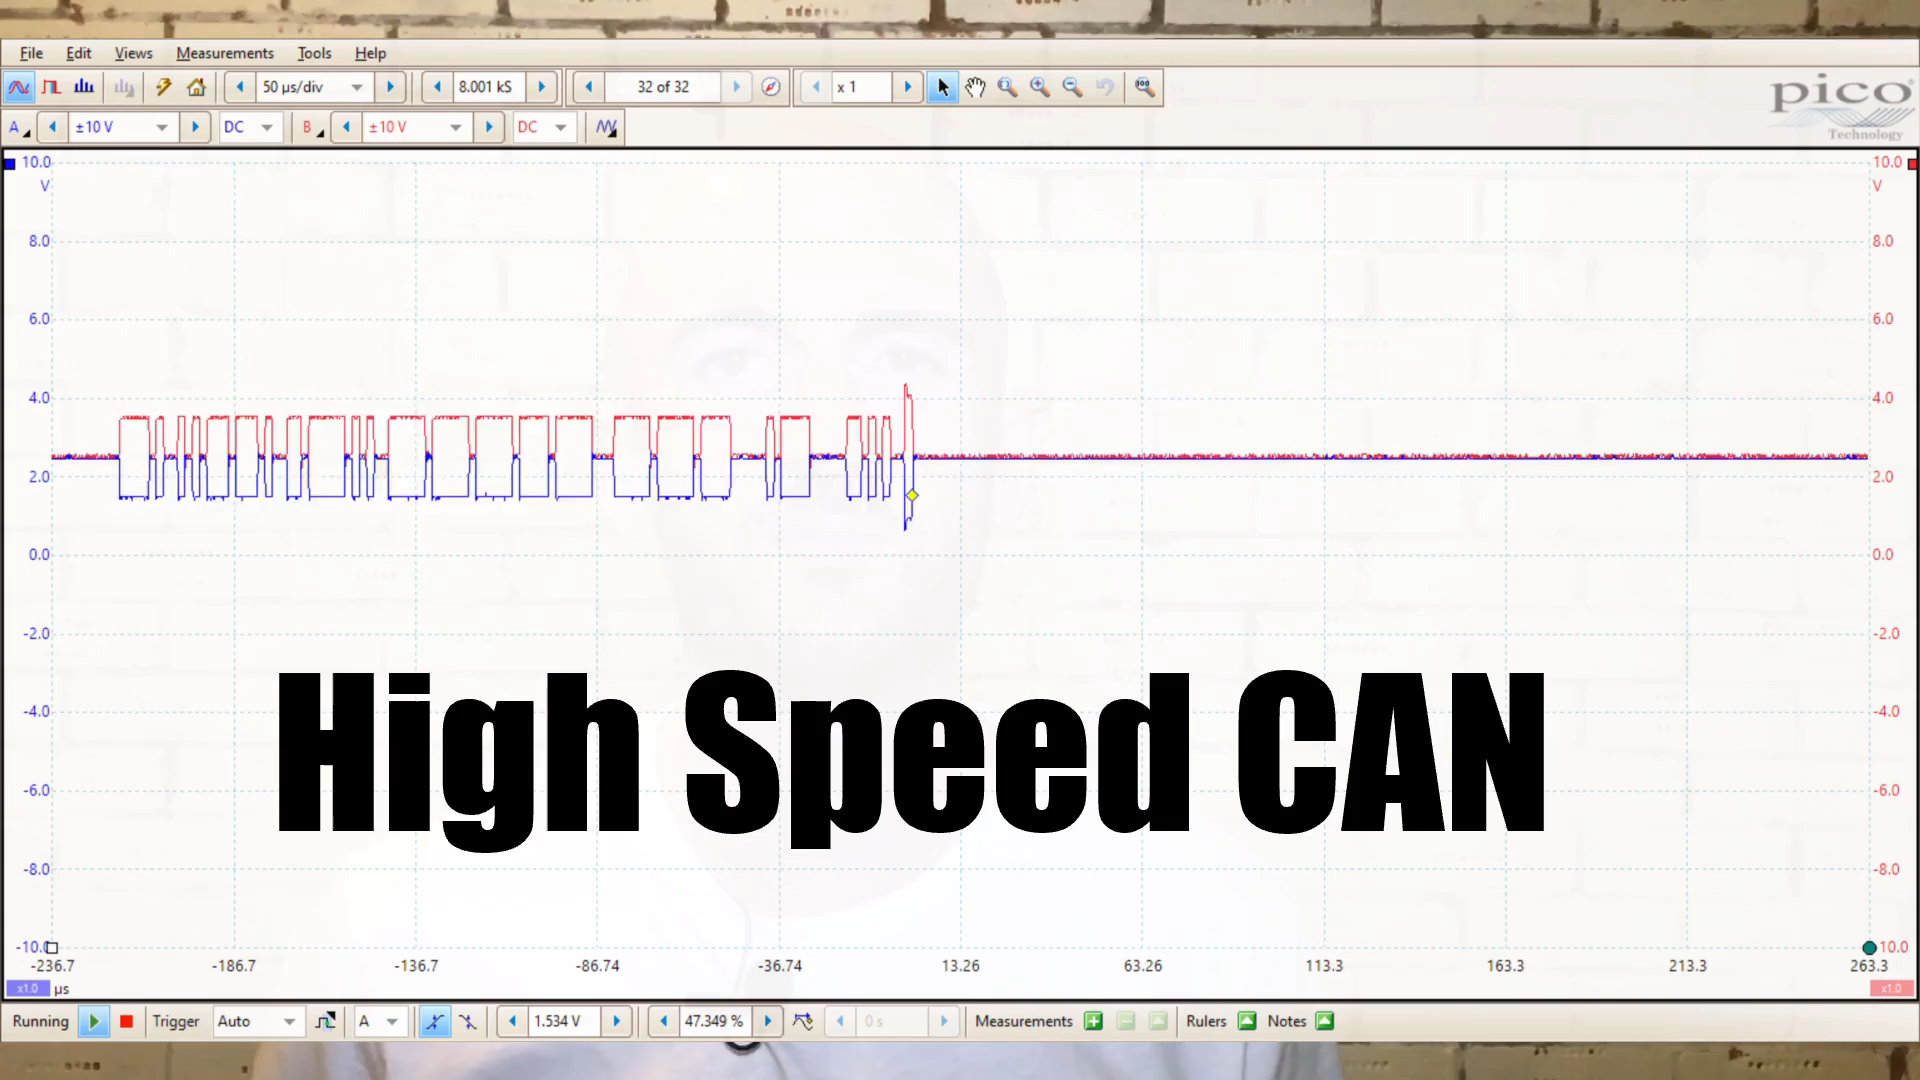 File Edit Views Measurements Tools Help
50 µs/div 8.001 kS 32 of 32 x 1
pico
Technology
A ±10 V DC B ±10 V DC
10.0 10.0
V V
8.0 8.0
6.0 6.0
4.0 4.0
2.0 2.0
0.0 0.0
-2.0 -2.0
High Speed CAN
-4.0 -4.0
-6.0 -6.0
-8.0 -8.0
-10.0 10.0
-236.7 -186.7 -136.7 -86.74 -36.74 13.26 63.26 113.3 163.3 213.3 263.3
x1.0 µs x1.0
Running Trigger Auto A 1.534 V 47.349 % 0 s Measurements Rulers Notes